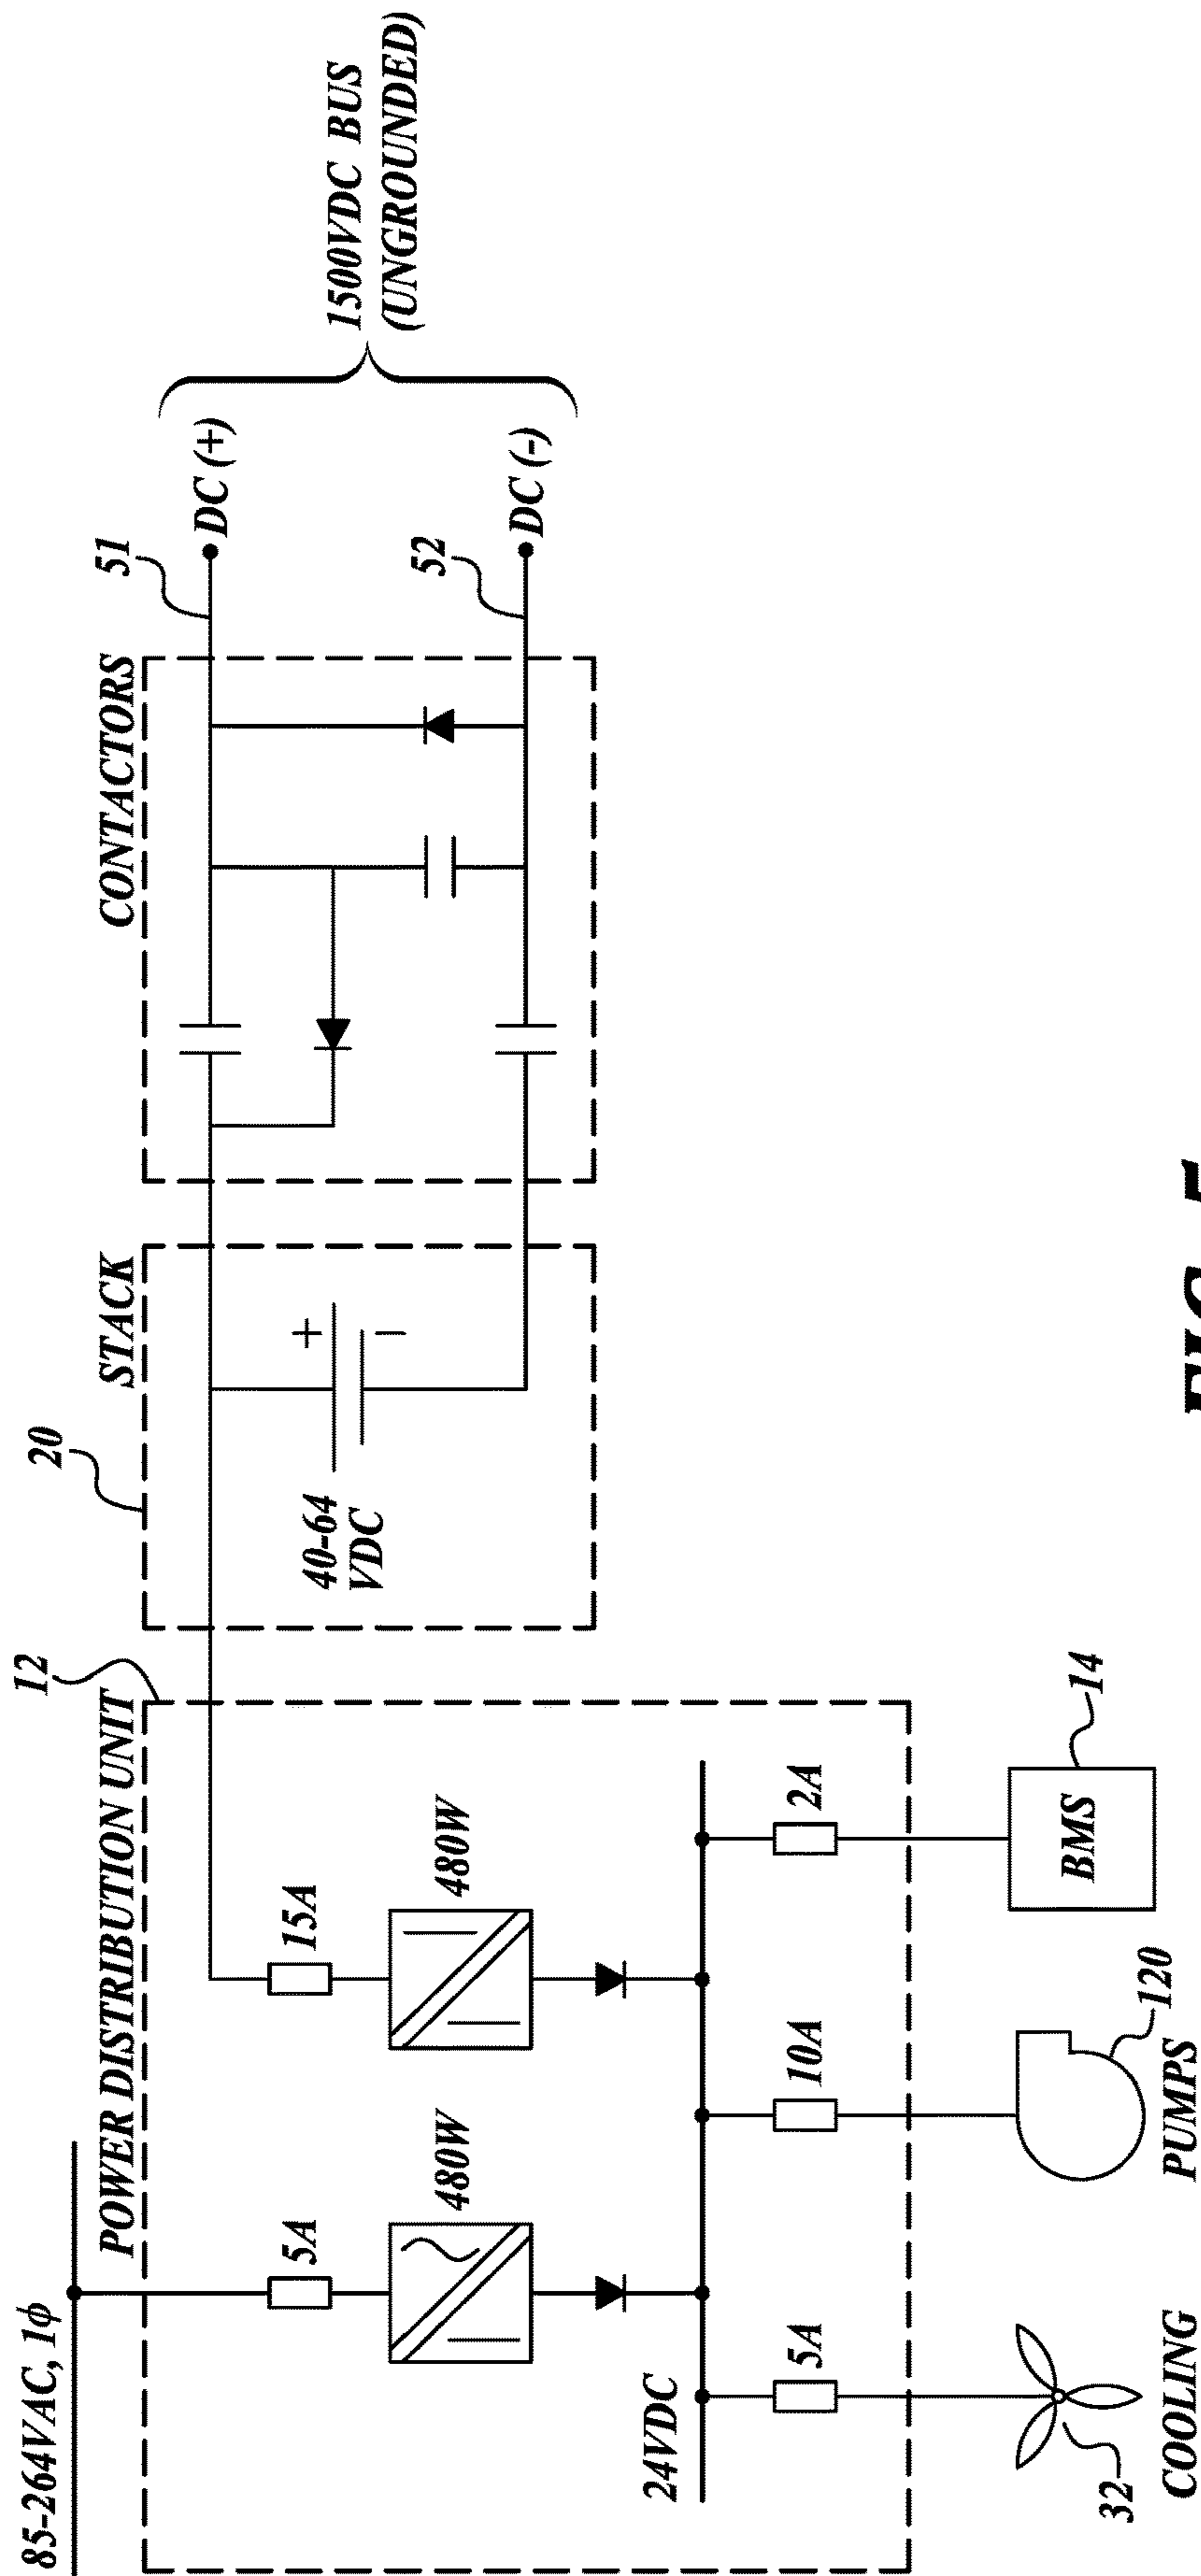 85-264VAC, 1ϕ
POWER DISTRIBUTION UNIT
12
5A
480W
15A
480W
24VDC
5A
10A
2A
32
COOLING
120
PUMPS
BMS
14
20
STACK
40-64
VDC
+
−
CONTACTORS
51
DC (+)
52
DC (-)
1500VDC BUS
(UNGROUNDED)